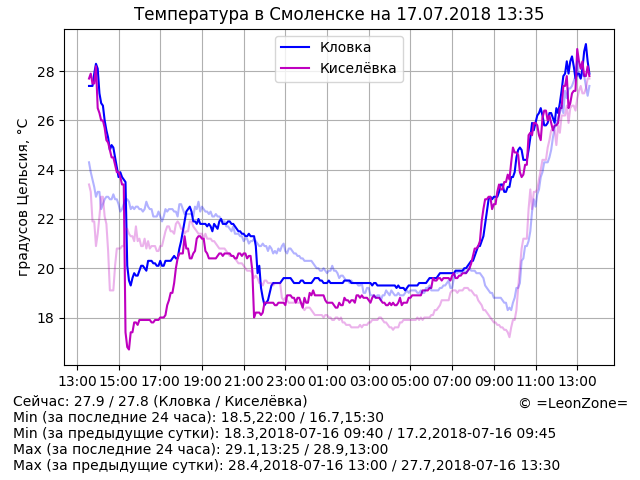 Температура в Смоленске на 17.07.2018 13:35
Кловка
Киселёвка
градусов Цельсия, °C
28
26
24
22
20
18
13:00 15:00 17:00 19:00 21:00 23:00 01:00 03:00 05:00 07:00 09:00 11:00 13:00
Сейчас: 27.9 / 27.8 (Кловка / Киселёвка)
© =LeonZone=
Min (за последние 24 часа): 18.5,22:00 / 16.7,15:30
Min (за предыдущие сутки): 18.3,2018-07-16 09:40 / 17.2,2018-07-16 09:45
Max (за последние 24 часа): 29.1,13:25 / 28.9,13:00
Max (за предыдущие сутки): 28.4,2018-07-16 13:00 / 27.7,2018-07-16 13:30